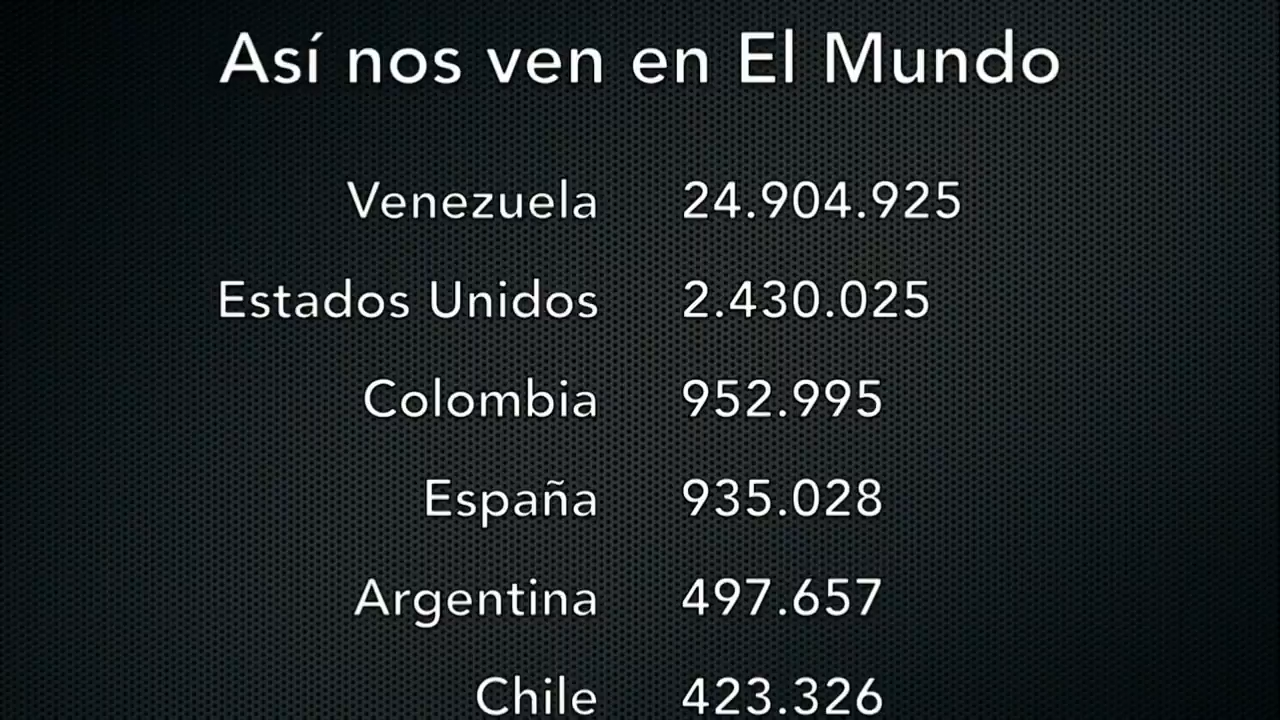 Así nos ven en El Mundo
Venezuela 24.904.925
Estados Unidos 2.430.025
Colombia 952.995
España 935.028
Argentina 497.657
Chile 423.326